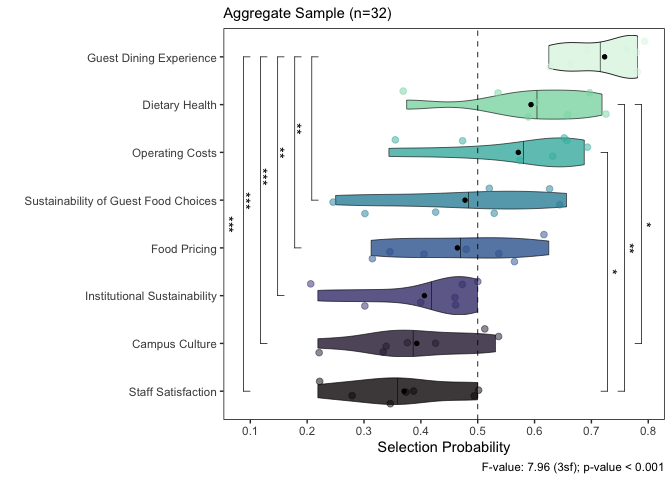 Aggregate Sample (n=32)
Guest Dining Experience
Dietary Health
Operating Costs
Sustainability of Guest Food Choices
Food Pricing
Institutional Sustainability
Campus Culture
Staff Satisfaction
***
***
***
**
**
*
**
*
0.1 0.2 0.3 0.4 0.5 0.6 0.7 0.8
Selection Probability
F-value: 7.96 (3sf); p-value < 0.001